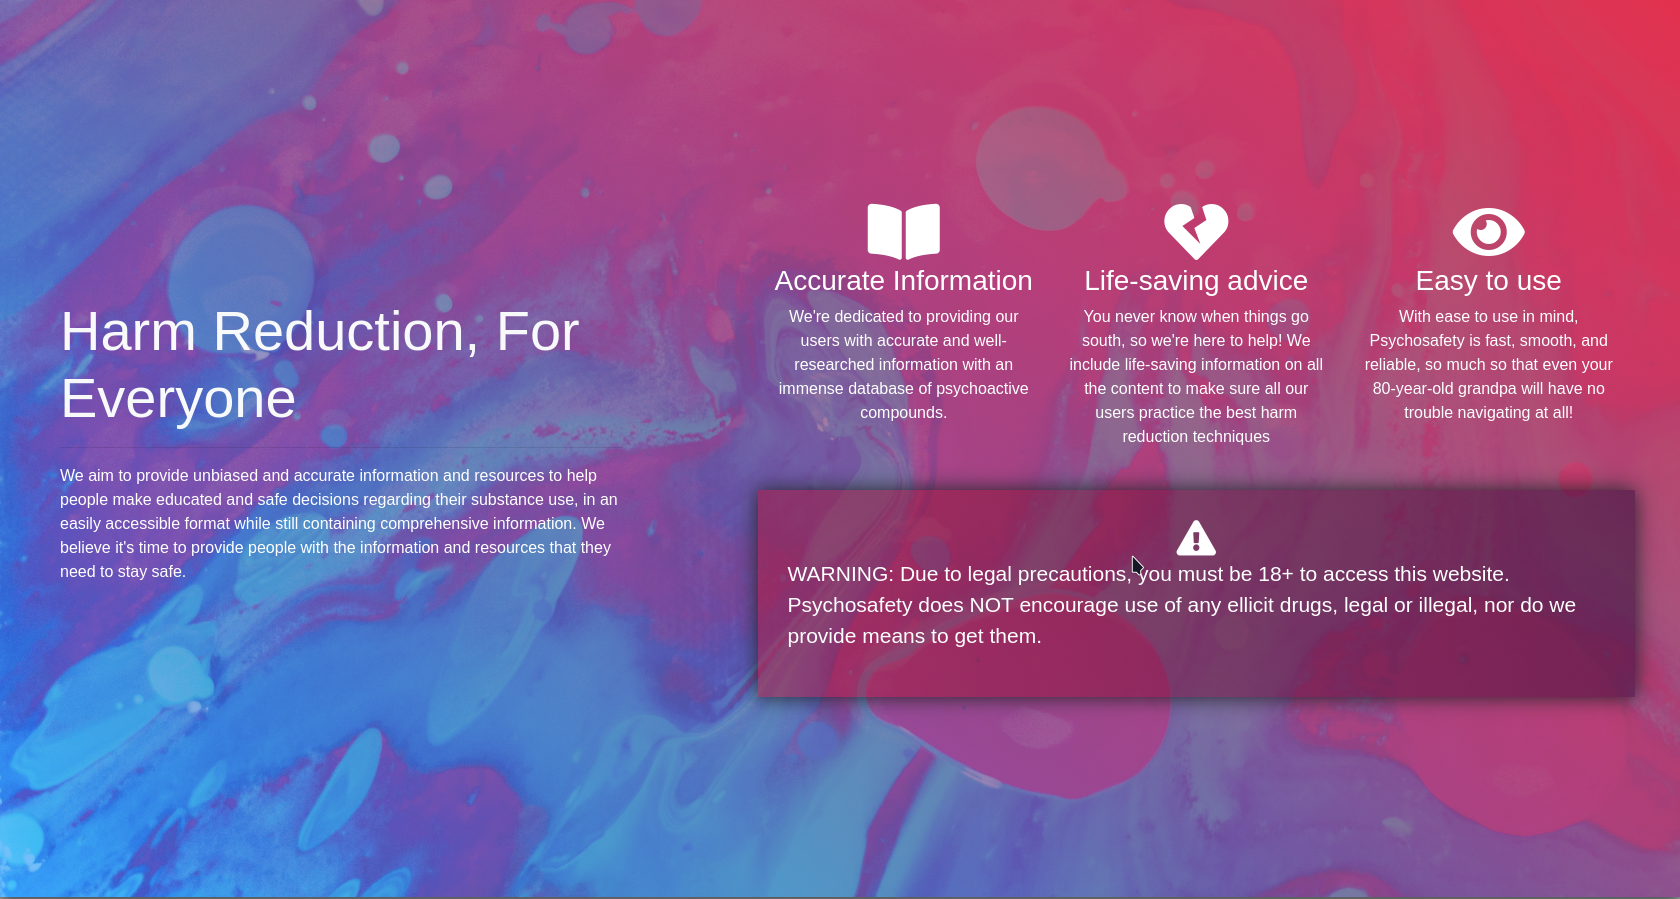 Harm Reduction, For
Everyone
We aim to provide unbiased and accurate information and resources to help
people make educated and safe decisions regarding their substance use, in an
easily accessible format while still containing comprehensive information. We
believe it's time to provide people with the information and resources that they
need to stay safe.
Accurate Information
We're dedicated to providing our
users with accurate and well-
researched information with an
immense database of psychoactive
compounds.
Life-saving advice
You never know when things go
south, so we're here to help! We
include life-saving information on all
the content to make sure all our
users practice the best harm
reduction techniques
Easy to use
With ease to use in mind,
Psychosafety is fast, smooth, and
reliable, so much so that even your
80-year-old grandpa will have no
trouble navigating at all!
WARNING: Due to legal precautions, you must be 18+ to access this website.
Psychosafety does NOT encourage use of any ellicit drugs, legal or illegal, nor do we
provide means to get them.